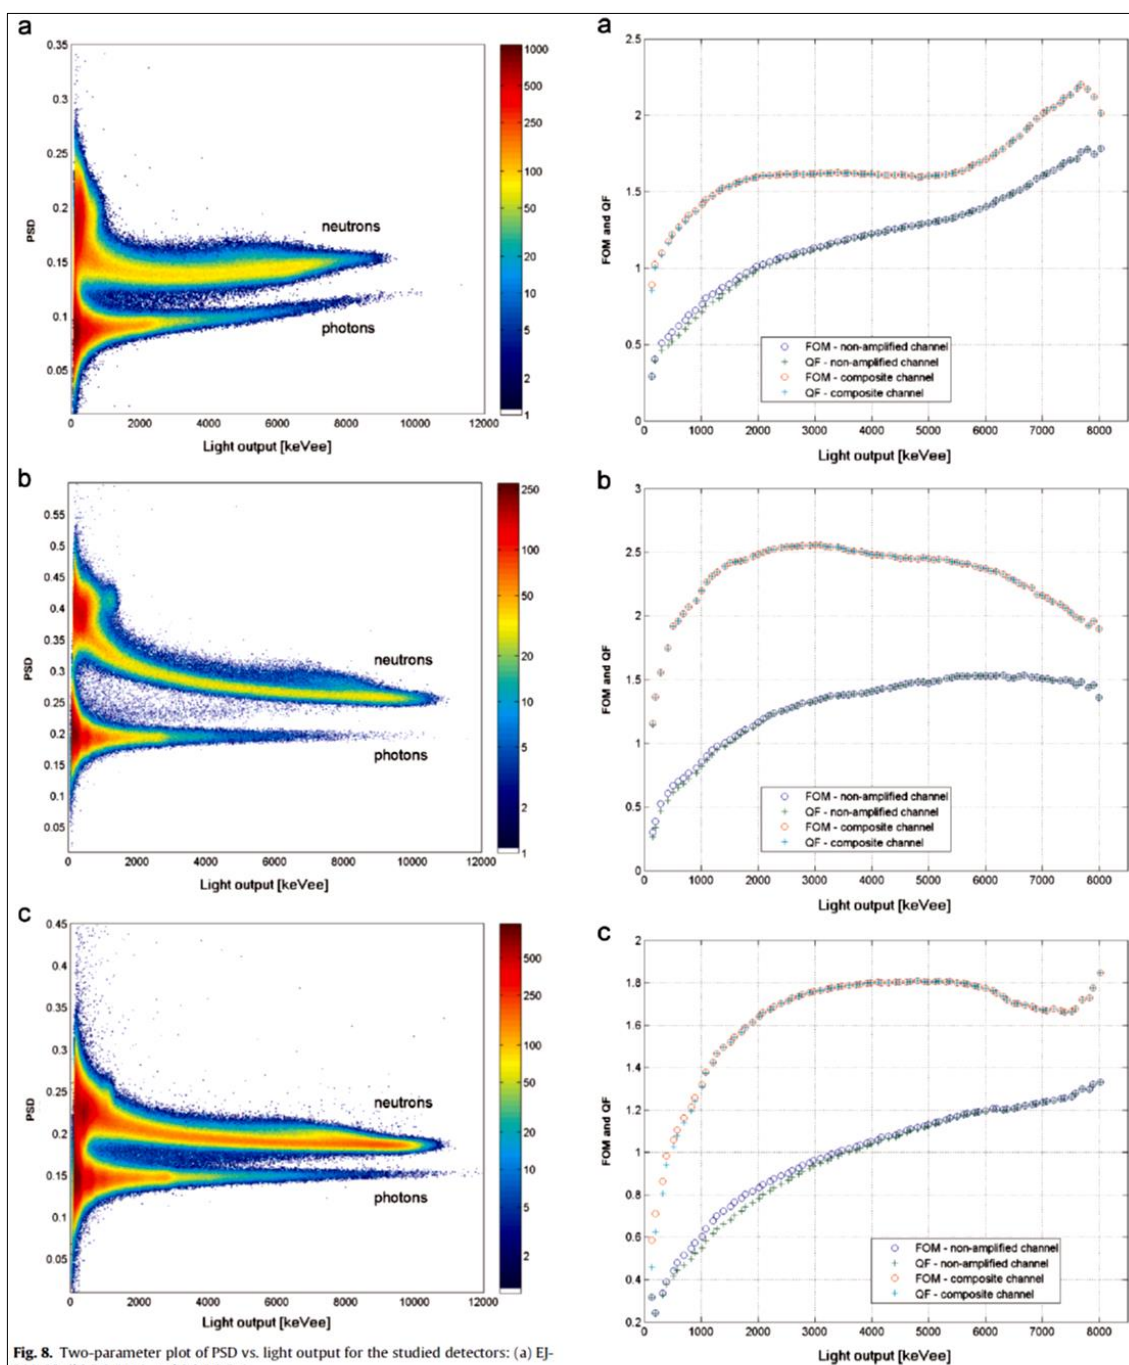 a
0.35
0.3
0.25
0.2
0.15
0.1
0.05
PSD
neutrons
photons
0 2000 4000 6000 8000 10000 12000
Light output [keVee]
1000
500
250
100
50
20
10
5
2
1
b
0.55
0.5
0.45
0.4
0.35
0.3
0.25
0.2
0.15
0.1
0.05
PSD
neutrons
photons
0 2000 4000 6000 8000 10000 12000
Light output [keVee]
250
100
50
20
10
5
2
1
c
0.45
0.4
0.35
0.3
0.25
0.2
0.15
0.1
0.05
PSD
neutrons
photons
0 2000 4000 6000 8000 10000 12000
Light output [keVee]
500
250
100
50
20
10
5
2
Fig. 8. Two-parameter plot of PSD vs. light output for the studied detectors: (a) EJ-
a
2.5
2
1.5
1
0.5
0
FOM and QF
FOM - non-amplified channel
QF - non-amplified channel
FOM - composite channel
QF - composite channel
0 1000 2000 3000 4000 5000 6000 7000 8000
Light output [keVee]
b
3
2.5
2
1.5
1
0.5
0
FOM and QF
FOM - non-amplified channel
QF - non-amplified channel
FOM - composite channel
QF - composite channel
0 1000 2000 3000 4000 5000 6000 7000 8000
Light output [keVee]
c
2
1.8
1.6
1.4
1.2
1
0.8
0.6
0.4
0.2
FOM and QF
FOM - non-amplified channel
QF - non-amplified channel
FOM - composite channel
QF - composite channel
0 1000 2000 3000 4000 5000 6000 7000 8000
Light output [keVee]